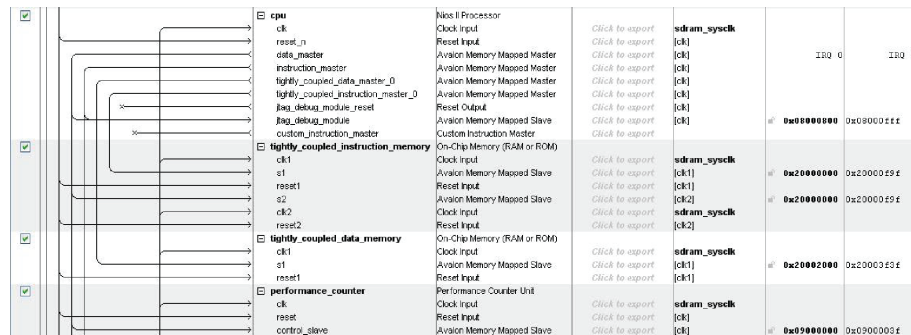 cpu Nios II Processor
clk Clock Input Click to export sdram_sysclk
reset_n Reset Input Click to export [clk]
data_master Avalon Memory Mapped Master Click to export [clk] IRQ 0 IRQ
instruction_master Avalon Memory Mapped Master Click to export [clk]
tightly_coupled_data_master_0 Avalon Memory Mapped Master Click to export [clk]
tightly_coupled_instruction_master_0 Avalon Memory Mapped Master Click to export [clk]
jtag_debug_module_reset Reset Output Click to export [clk]
jtag_debug_module Avalon Memory Mapped Slave Click to export [clk] 0x08000800 0x08000fff
custom_instruction_master Custom Instruction Master Click to export
tightly_coupled_instruction_memory On-Chip Memory (RAM or ROM)
clk1 Clock Input Click to export sdram_sysclk
s1 Avalon Memory Mapped Slave Click to export [clk1] 0x20000000 0x20000f9f
reset1 Reset Input Click to export [clk1]
s2 Avalon Memory Mapped Slave Click to export [clk2] 0x20000000 0x20000f9f
clk2 Clock Input Click to export sdram_sysclk
reset2 Reset Input Click to export [clk2]
tightly_coupled_data_memory On-Chip Memory (RAM or ROM)
clk1 Clock Input Click to export sdram_sysclk
s1 Avalon Memory Mapped Slave Click to export [clk1] 0x20002000 0x20003f3f
reset1 Reset Input Click to export [clk1]
performance_counter Performance Counter Unit
clk Clock Input Click to export sdram_sysclk
reset Reset Input Click to export [clk]
control_slave Avalon Memory Mapped Slave Click to export [clk] 0x09000000 0x0900003f